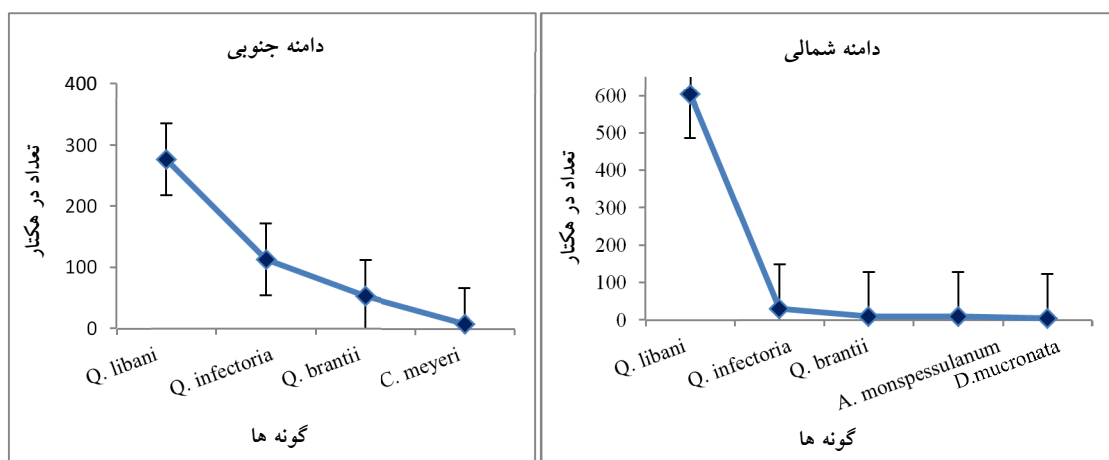 دامنه جنوبی
تعداد در هکتار
400
300
200
100
0
Q. libani
Q. infectoria
Q. brantii
C. meyeri
گونه ها
دامنه شمالی
تعداد در هکتار
600
500
400
300
200
100
0
Q. libani
Q. infectoria
Q. brantii
A. monspessulanum
D.mucronata
گونه ها